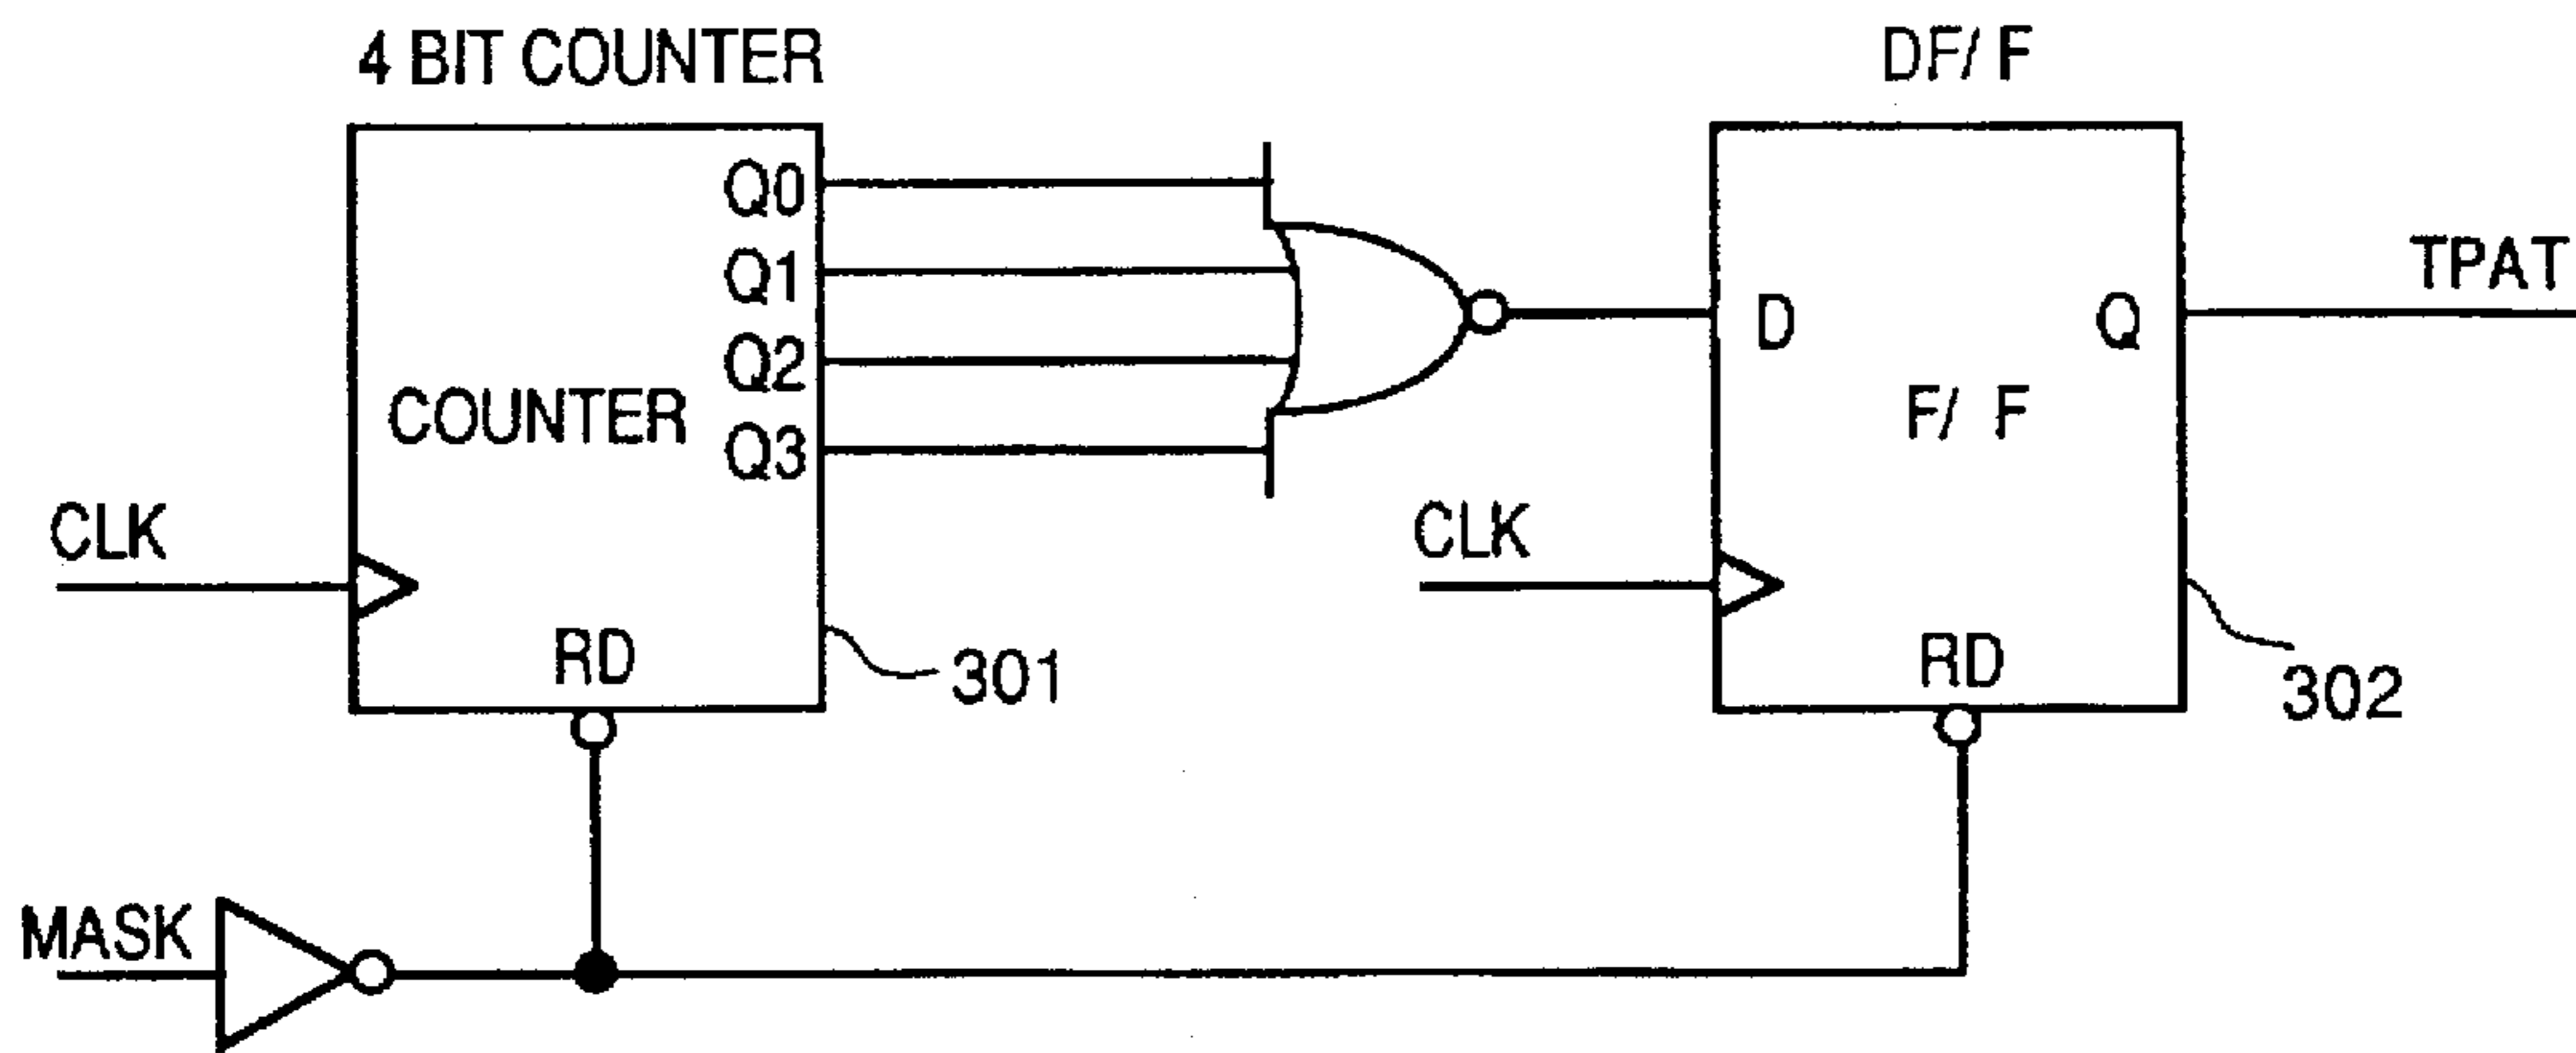 4 BIT COUNTER
DF/ F
Q0
Q1
Q2
Q3
COUNTER
CLK
RD
301
D
Q
F/ F
CLK
RD
302
TPAT
MASK